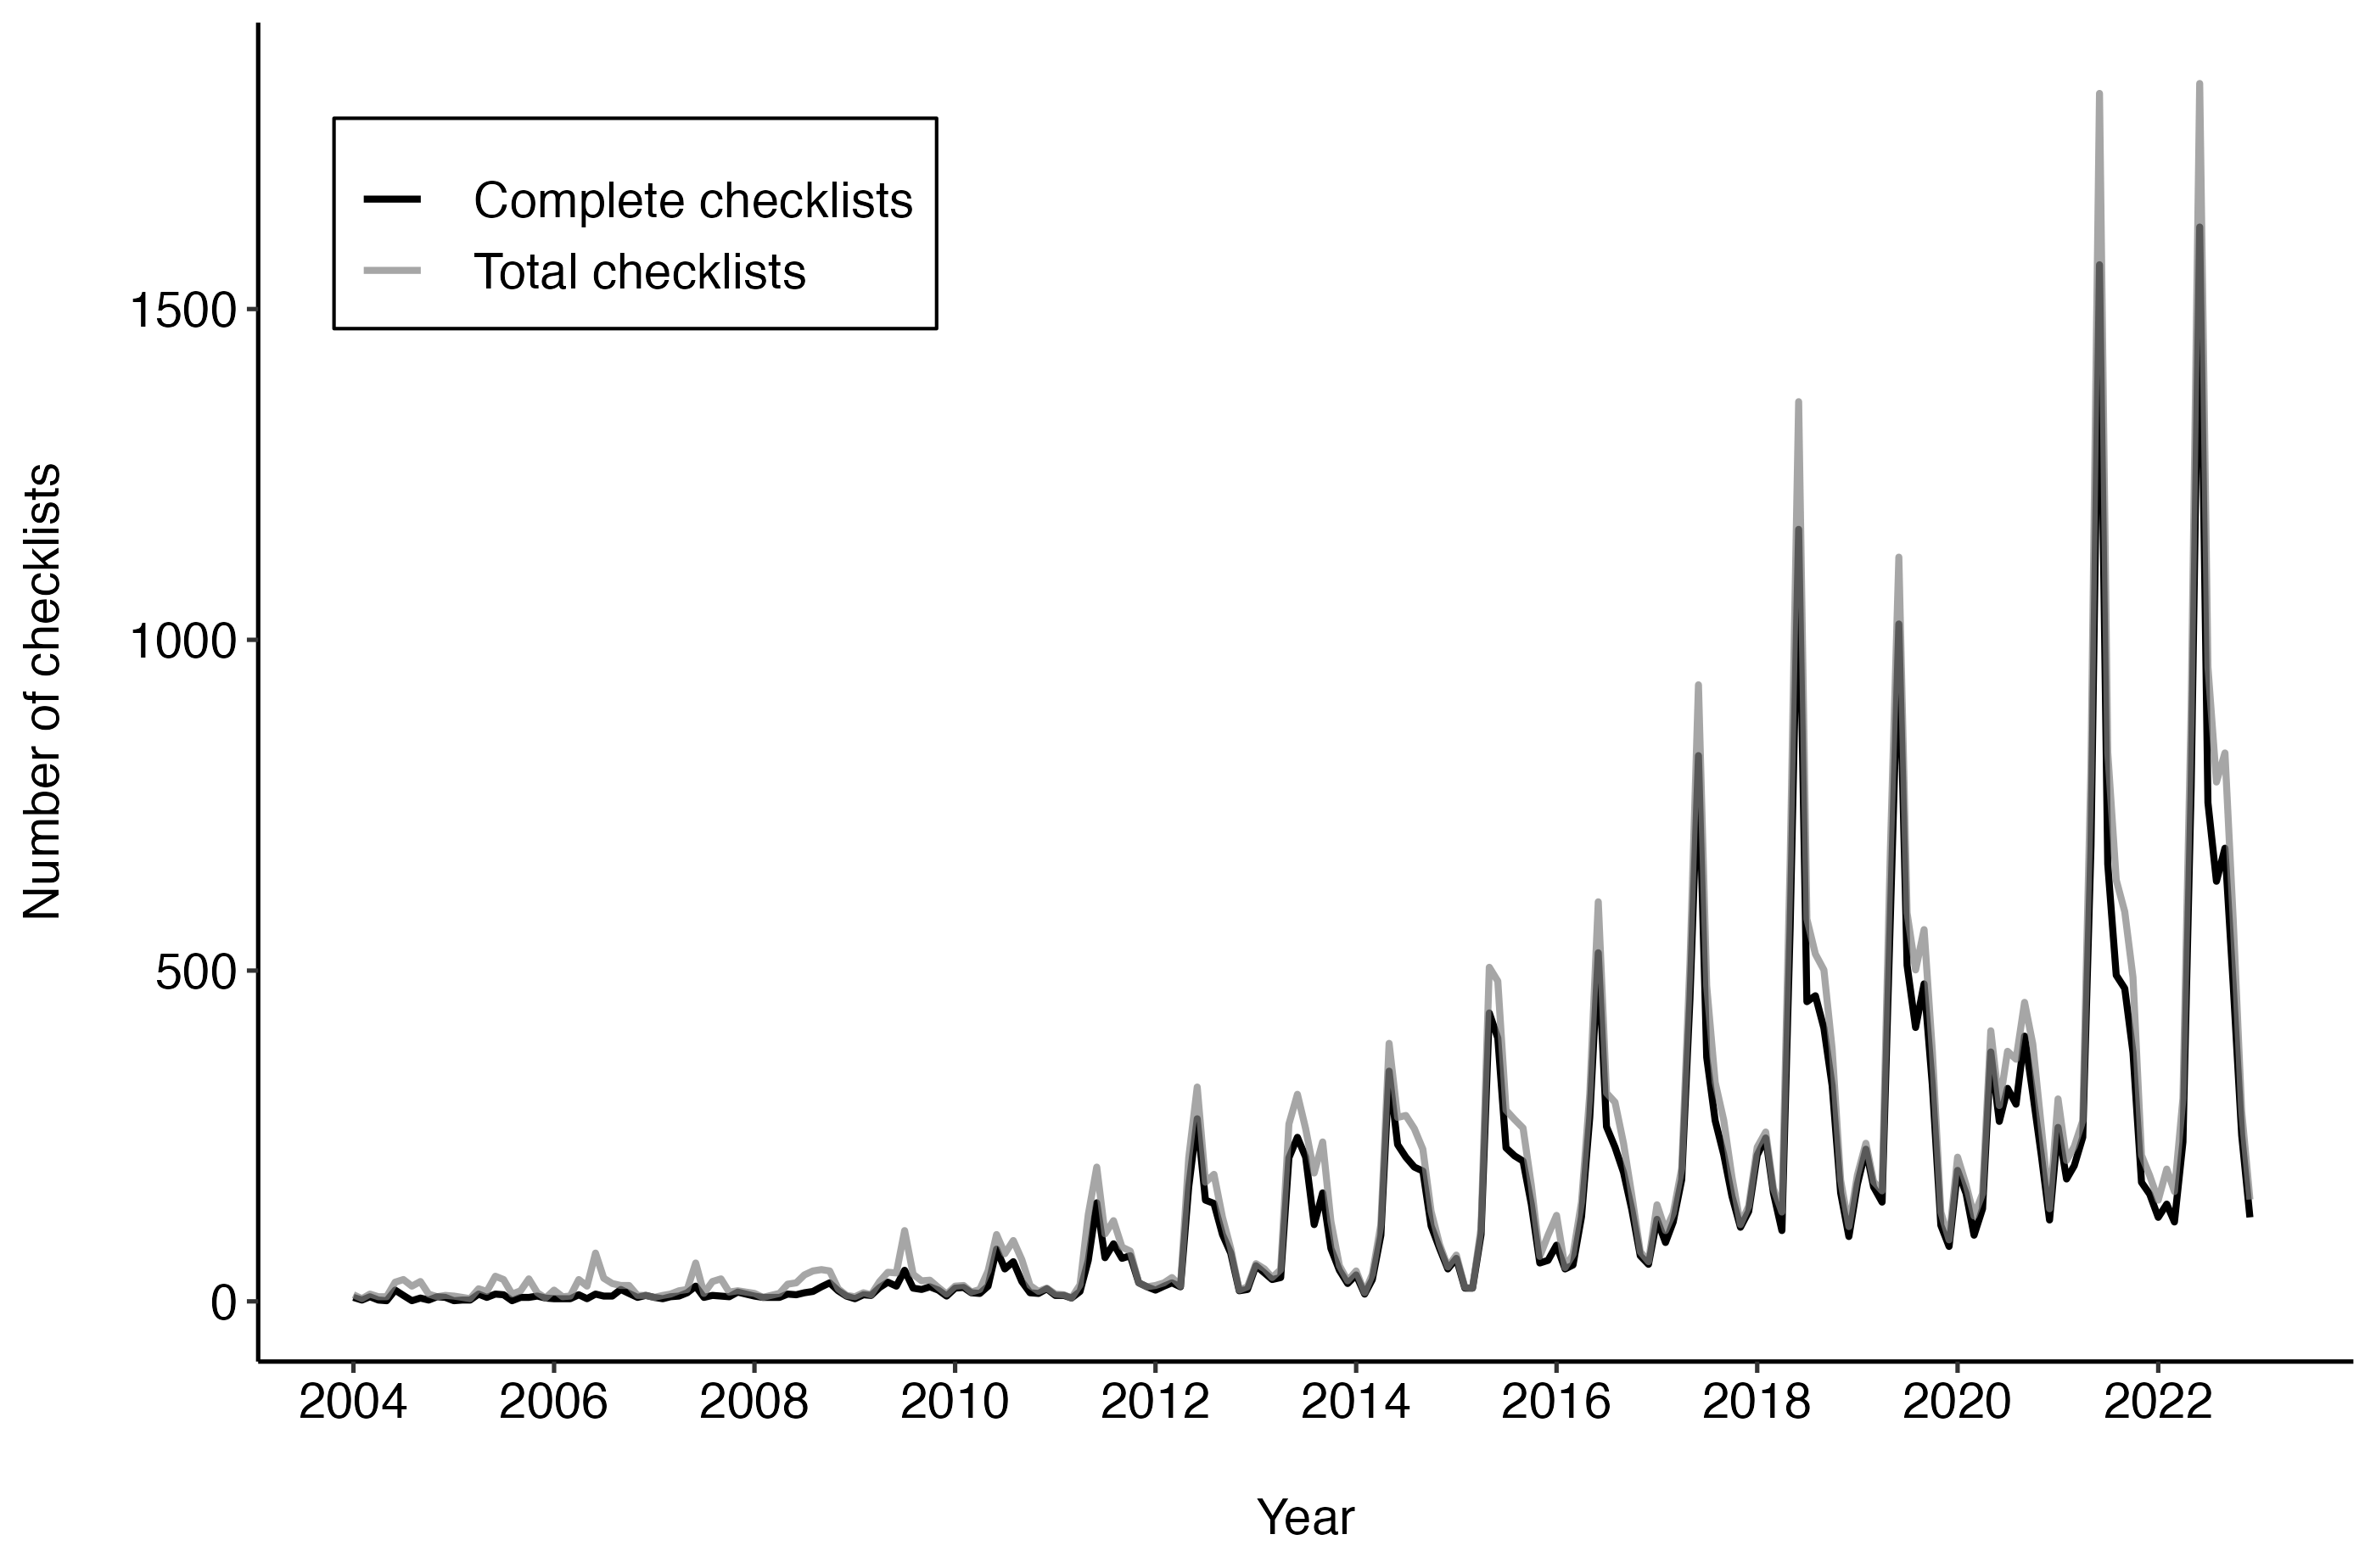 Complete checklists
Total checklists
Number of checklists
1500
1000
500
0
2004 2006 2008 2010 2012 2014 2016 2018 2020 2022
Year